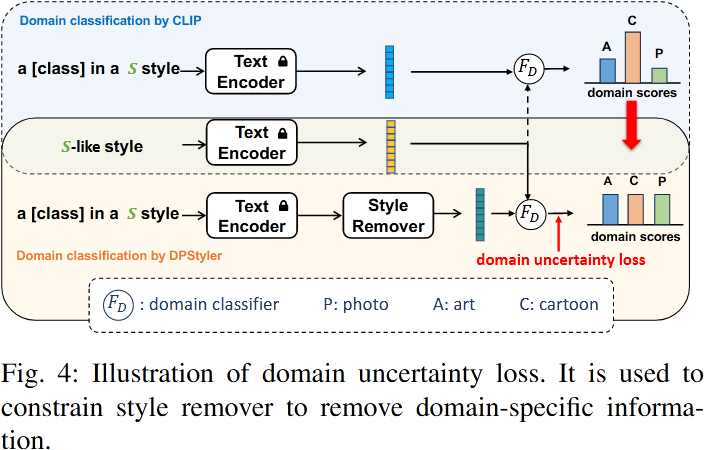 Domain classification by CLIP
a [class] in a S style
Text
Encoder
F_D
A
C
P
domain scores
S-like style
Text
Encoder
a [class] in a S style
Text
Encoder
Style
Remover
F_D
A
C
P
domain scores
domain uncertainty loss
Domain classification by DPStyler
F_D : domain classifier P: photo A: art C: cartoon
Fig. 4: Illustration of domain uncertainty loss. It is used to
constrain style remover to remove domain-specific informa-
tion.